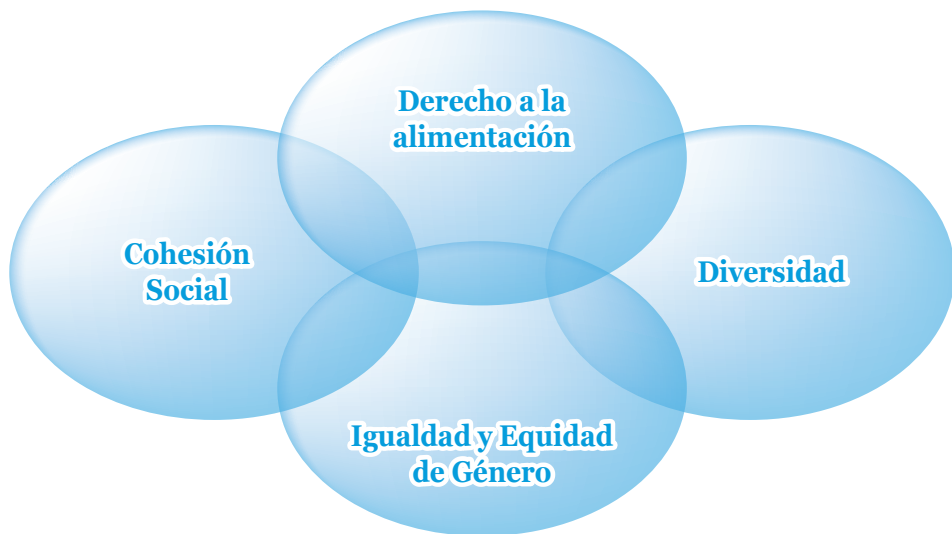 Derecho a la
alimentación
Cohesión
Social
Diversidad
Igualdad y Equidad
de Género